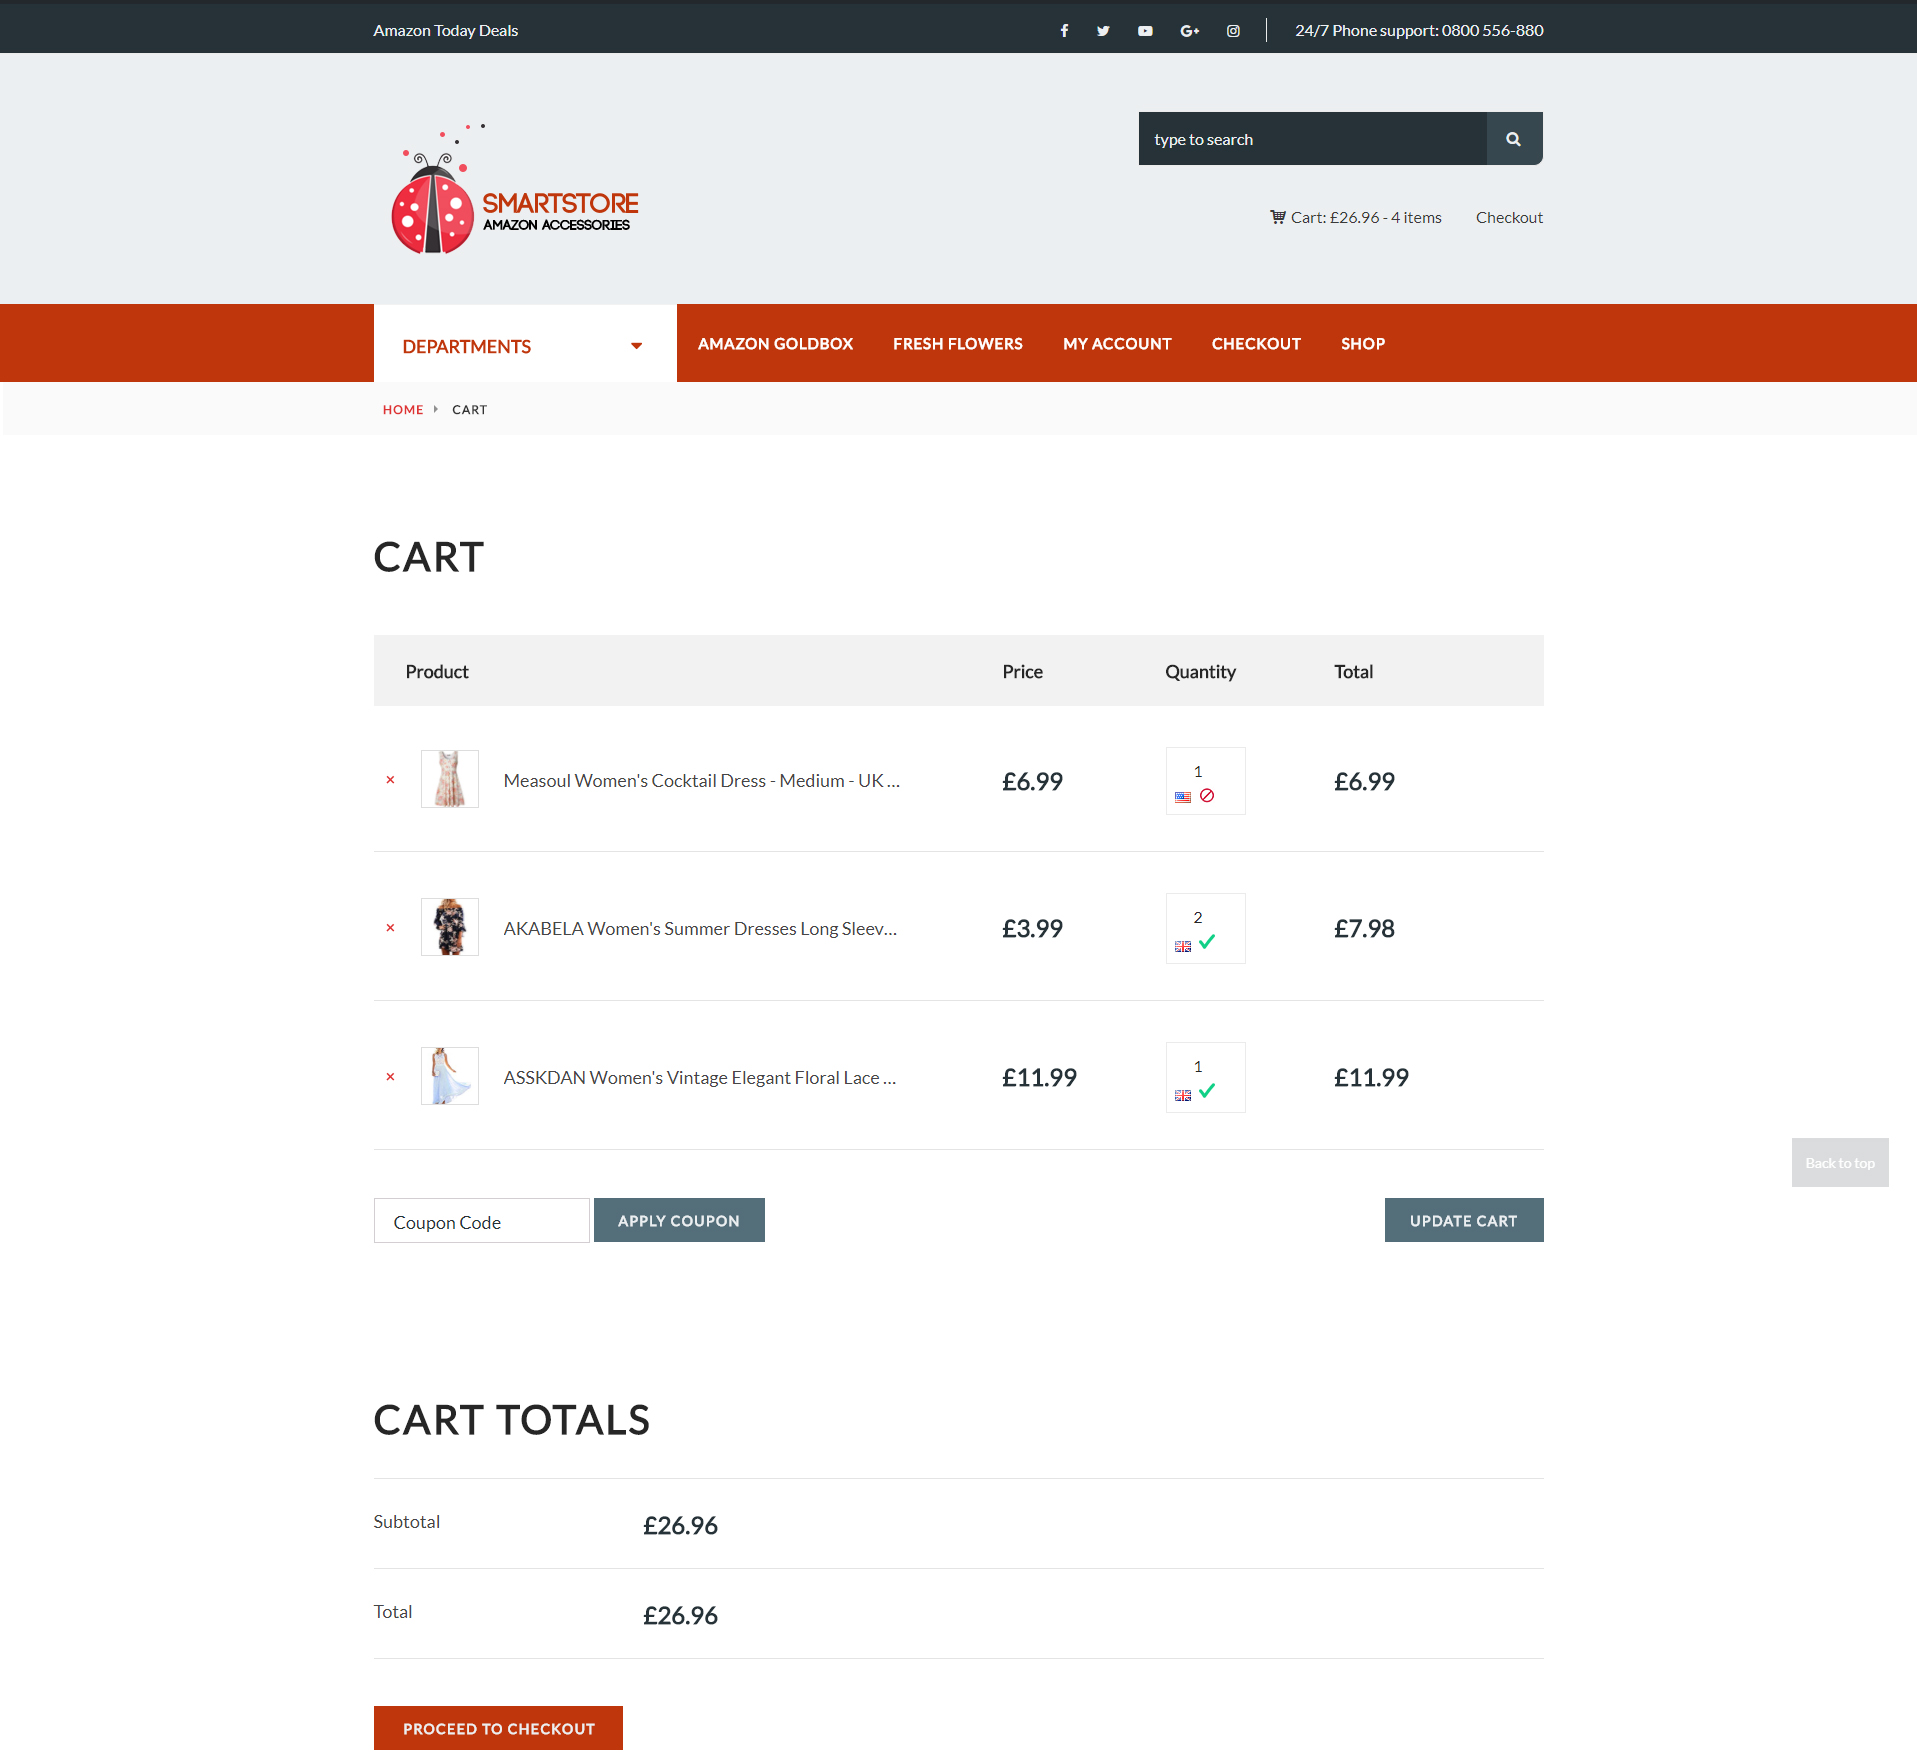 Amazon Today Deals
24/7 Phone support: 0800 556-880
type to search
SMARTSTORE
AMAZON ACCESSORIES
Cart: £26.96 - 4 items Checkout
DEPARTMENTS AMAZON GOLDBOX FRESH FLOWERS MY ACCOUNT CHECKOUT SHOP
HOME CART
CART
Product Price Quantity Total
× Measoul Women's Cocktail Dress - Medium - UK ... £6.99 1 £6.99
× AKABELA Women's Summer Dresses Long Sleev... £3.99 2 £7.98
× ASSKDAN Women's Vintage Elegant Floral Lace ... £11.99 1 £11.99
Back to top
Coupon Code APPLY COUPON UPDATE CART
CART TOTALS
Subtotal £26.96
Total £26.96
PROCEED TO CHECKOUT